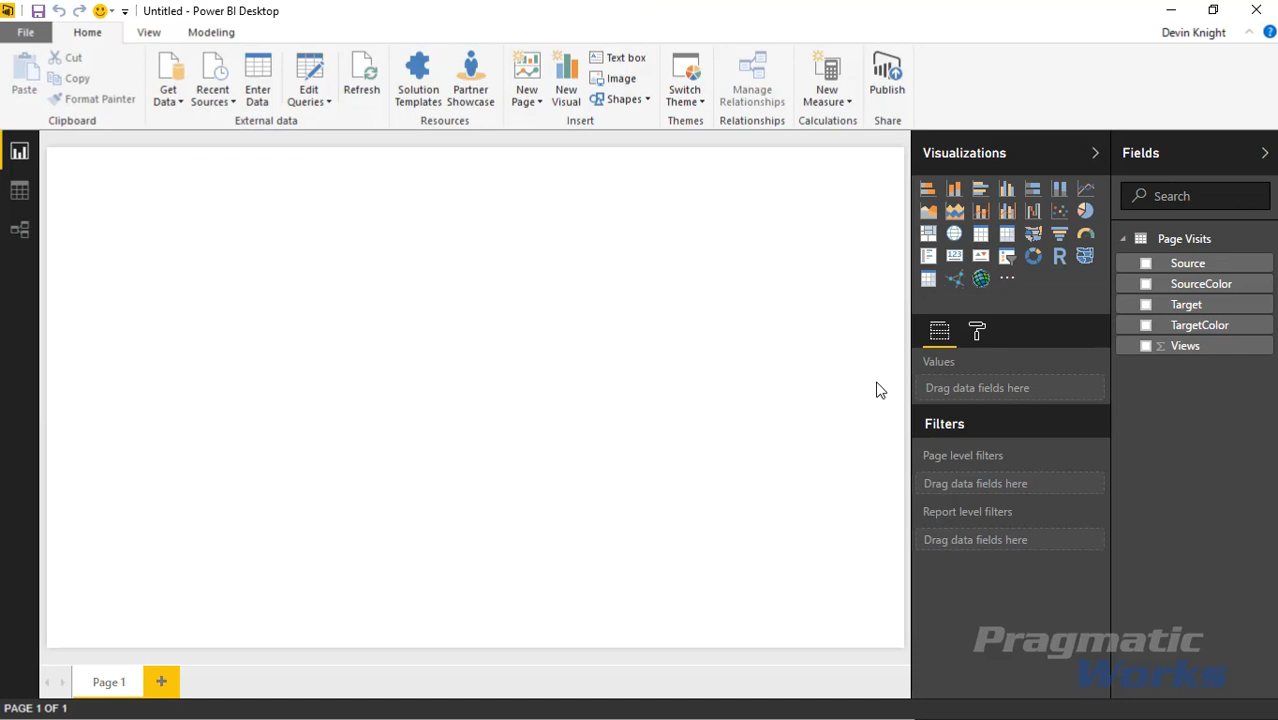 Untitled - Power BI Desktop
File
Home
View
Modeling
Devin Knight
?
Paste
Cut
Copy
Format Painter
Clipboard
Get Data
Recent Sources
Enter Data
Edit Queries
Refresh
External data
Solution Templates
Partner Showcase
Resources
New Page
New Visual
Text box
Image
Shapes
Insert
Switch Theme
Themes
Manage Relationships
Relationships
New Measure
Calculations
Publish
Share
Visualizations
123
R
Values
Drag data fields here
Filters
Page level filters
Drag data fields here
Report level filters
Drag data fields here
Fields
Search
Page Visits
Source
SourceColor
Target
TargetColor
Σ Views
Pragmatic
Works
Page 1
+
PAGE 1 OF 1